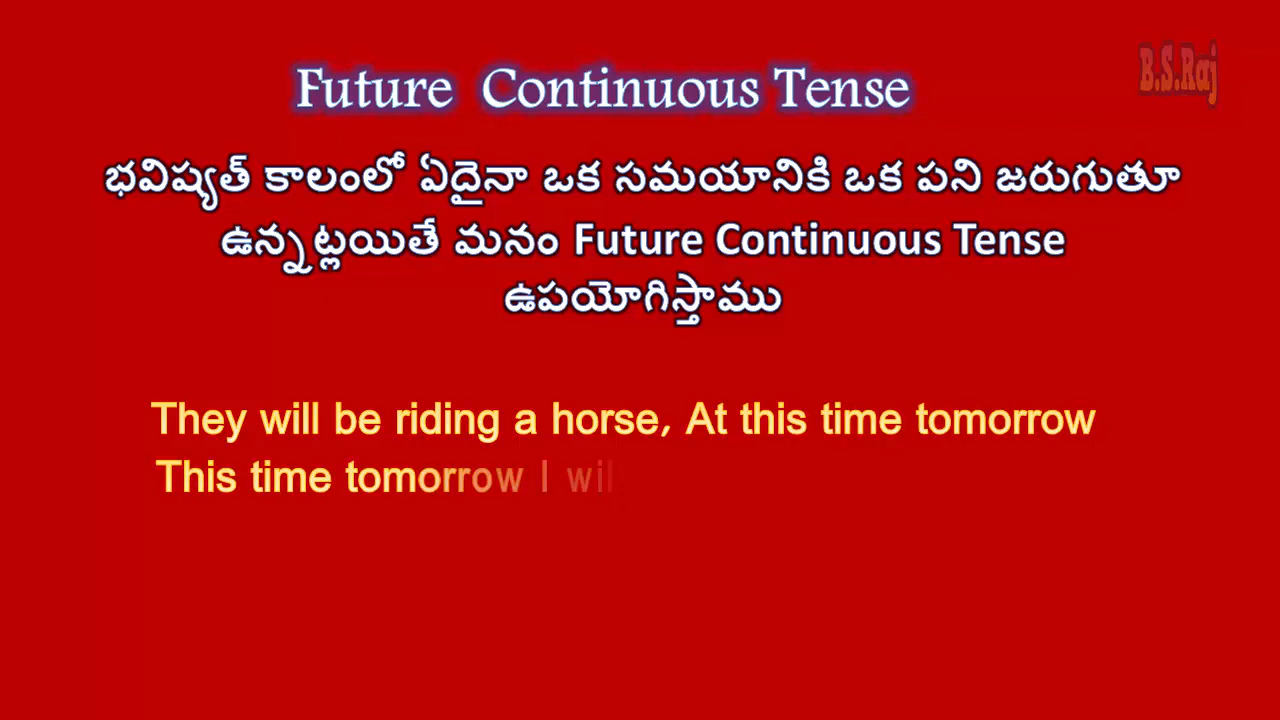 B.S.Raj
Future Continuous Tense
భవిష్యత్ కాలంలో ఏదైనా ఒక సమయానికి ఒక పని జరుగుతూ
ఉన్నట్లయితే మనం Future Continuous Tense
ఉపయోగిస్తాము
They will be riding a horse, At this time tomorrow
This time tomorrow I wil